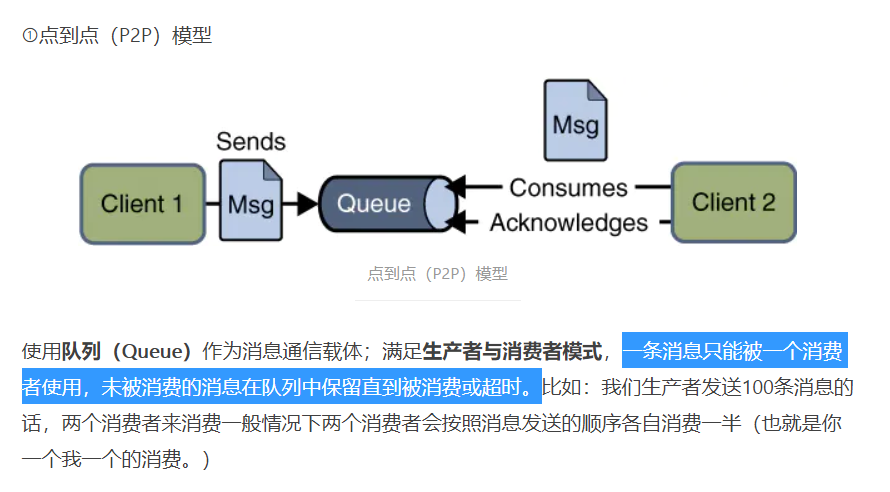 ①点到点（P2P）模型
Msg
Sends
Client 1
Msg
Queue
Consumes
Acknowledges
Client 2
点到点（P2P）模型
使用队列（Queue）作为消息通信载体；满足生产者与消费者模式，一条消息只能被一个消费
者使用，未被消费的消息在队列中保留直到被消费或超时。比如：我们生产者发送100条消息的
话，两个消费者来消费一般情况下两个消费者会按照消息发送的顺序各自消费一半（也就是你
一个我一个的消费。）